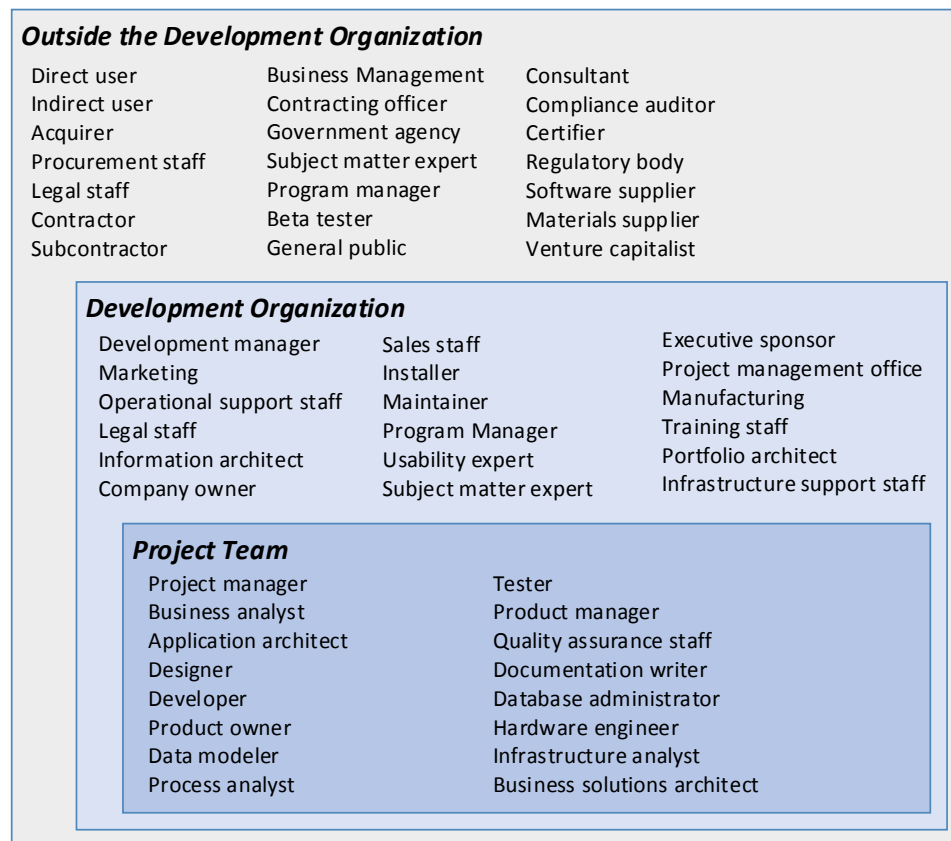 Outside the Development Organization
Direct user
Indirect user
Acquirer
Procurement staff
Legal staff
Contractor
Subcontractor
Business Management
Contracting officer
Government agency
Subject matter expert
Program manager
Beta tester
General public
Consultant
Compliance auditor
Certifier
Regulatory body
Software supplier
Materials supplier
Venture capitalist
Development Organization
Development manager
Marketing
Operational support staff
Legal staff
Information architect
Company owner
Sales staff
Installer
Maintainer
Program Manager
Usability expert
Subject matter expert
Executive sponsor
Project management office
Manufacturing
Training staff
Portfolio architect
Infrastructure support staff
Project Team
Project manager
Business analyst
Application architect
Designer
Developer
Product owner
Data modeler
Process analyst
Tester
Product manager
Quality assurance staff
Documentation writer
Database administrator
Hardware engineer
Infrastructure analyst
Business solutions architect